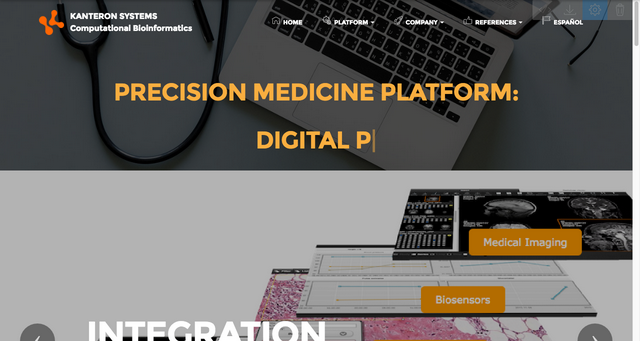 KANTERON SYSTEMS
Computational Bioinformatics
HOME PLATFORM COMPANY REFERENCES ESPAÑOL
PRECISION MEDICINE PLATFORM:
DIGITAL P
Medical Imaging
Biosensors
INTEGRATION